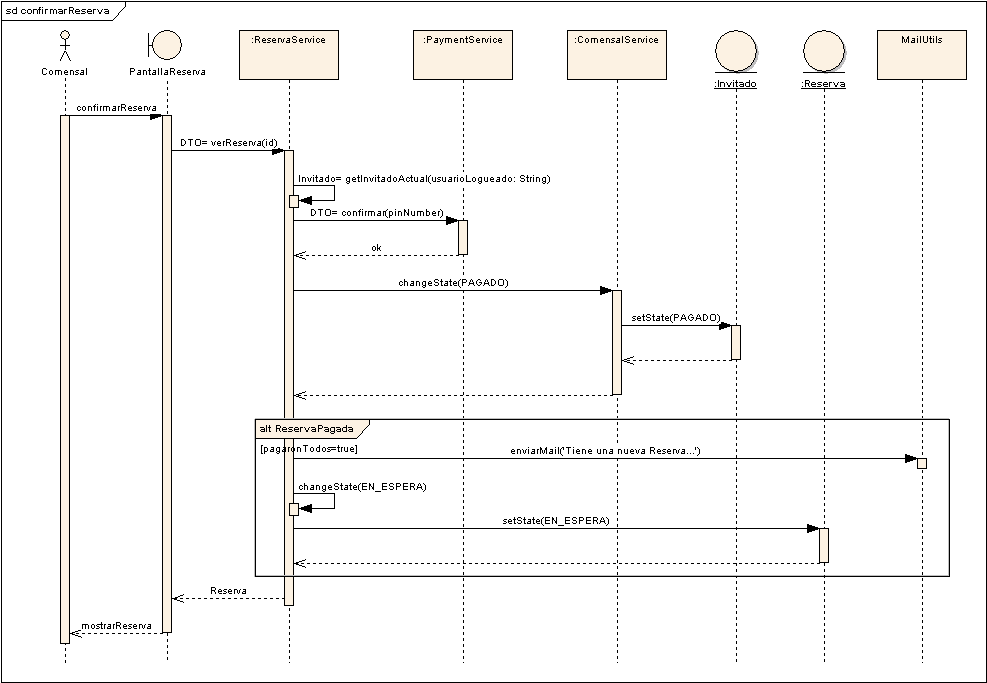 sd confirmarReserva
Comensal
PantallaReserva
:ReservaService
:PaymentService
:ComensalService
:Invitado
:Reserva
MailUtils
confirmarReserva
DTO= verReserva(id)
Invitado= getInvitadoActual(usuarioLogueado: String)
DTO= confirmar(pinNumber)
ok
changeState(PAGADO)
setState(PAGADO)
alt ReservaPagada
[pagaronTodos=true]
enviarMail('Tiene una nueva Reserva...')
changeState(EN_ESPERA)
setState(EN_ESPERA)
Reserva
mostrarReserva